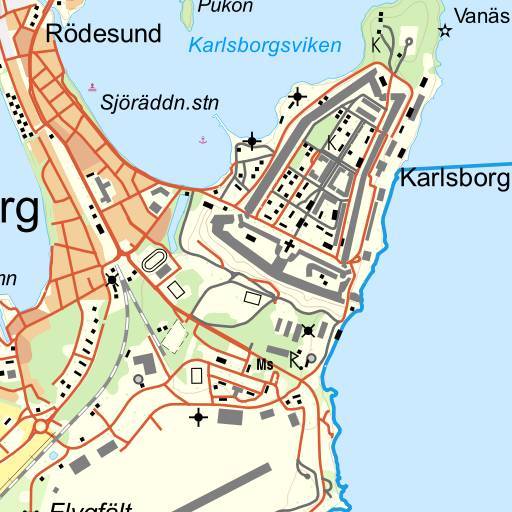 Pukon
Vanäs
Rödesund
Karlsborgsviken
K
Sjöräddn.stn
K
Karlsborg
rg
nn
Ms
R
R
Flygfält